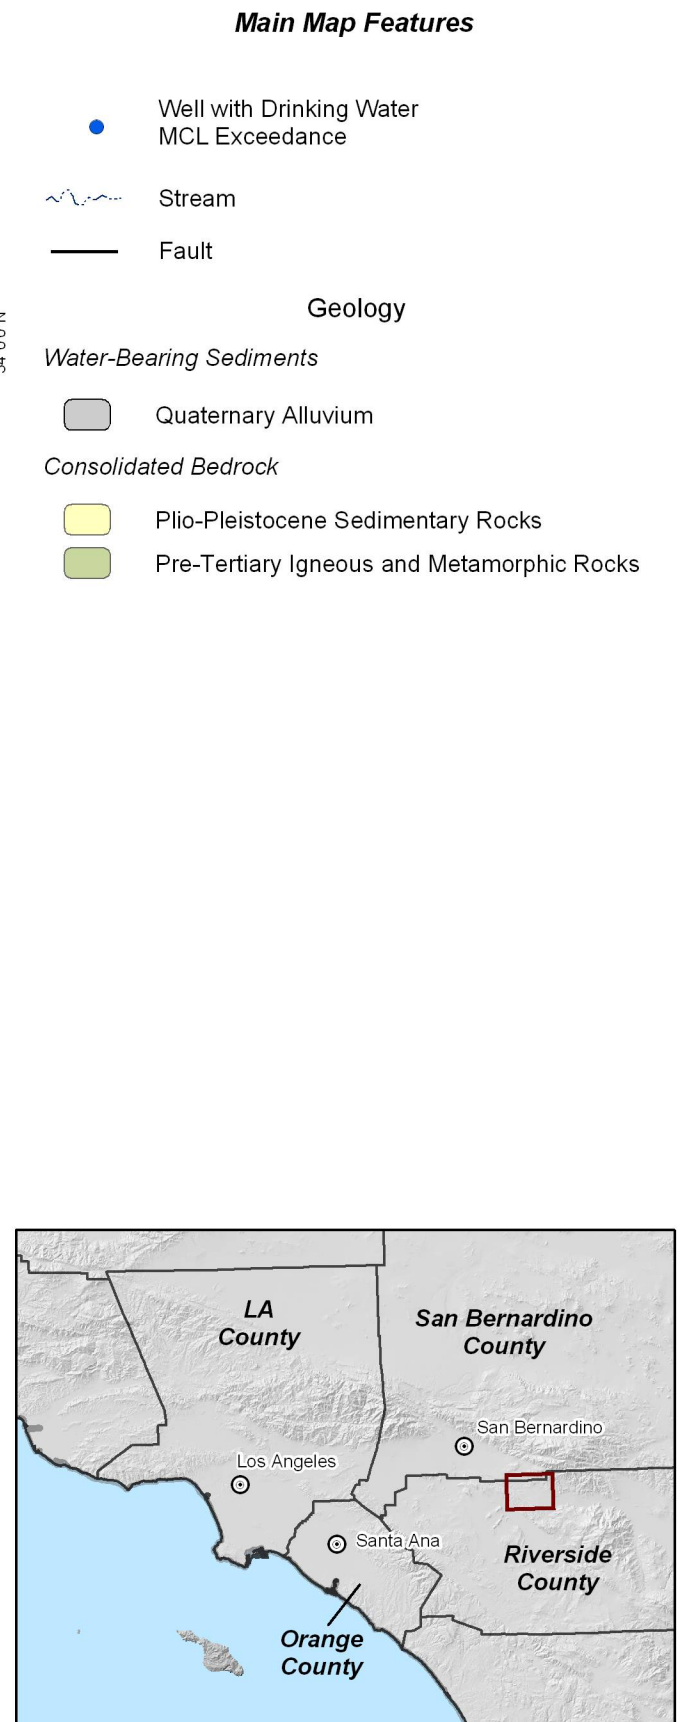 Main Map Features
Well with Drinking Water
MCL Exceedance
Stream
Fault
Geology
Water-Bearing Sediments
Quaternary Alluvium
Consolidated Bedrock
Plio-Pleistocene Sedimentary Rocks
Pre-Tertiary Igneous and Metamorphic Rocks
LA
County
San Bernardino
County
San Bernardino
Los Angeles
Santa Ana
Riverside
County
Orange
County